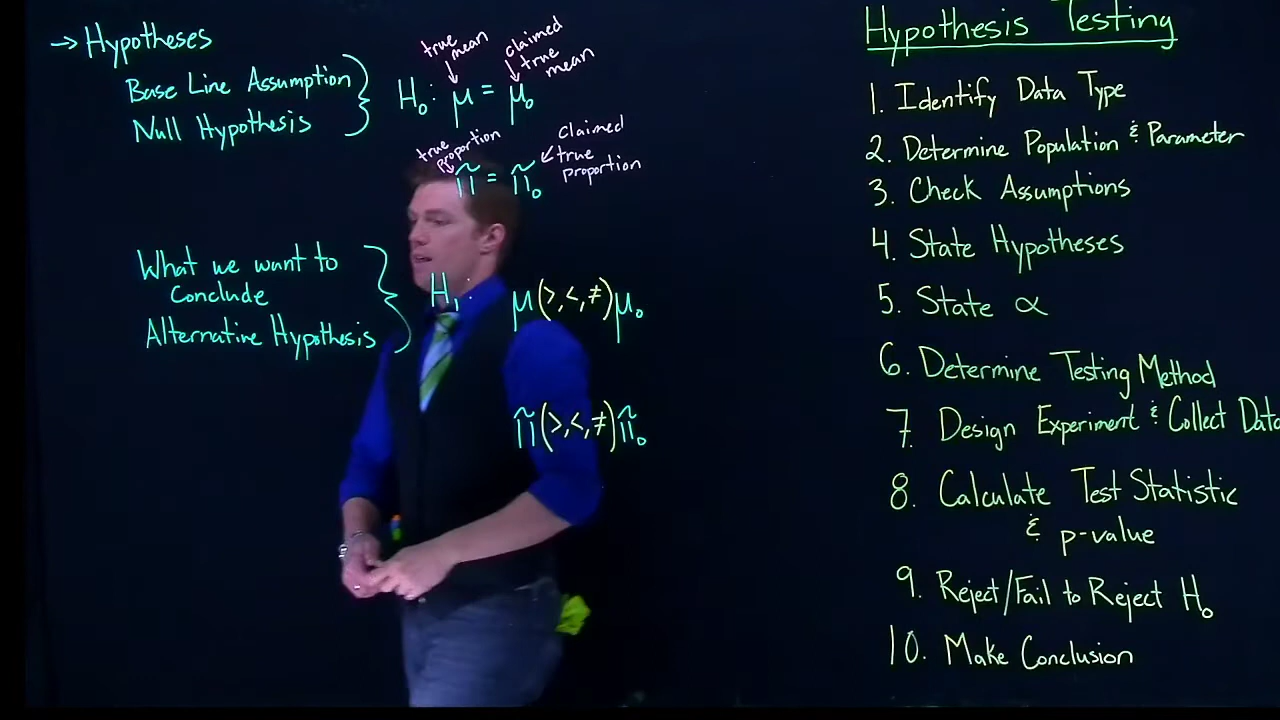 → Hypotheses
Base Line Assumption
Null Hypothesis
true mean
claimed true mean
H₀: μ = μ₀
true proportion
claimed true proportion
π̃ = π̃₀
What we want to
conclude
Alternative Hypothesis
H₁: μ (>, <, ≠) μ₀
π̃ (>, <, ≠) π̃₀
Hypothesis Testing
1. Identify Data Type
2. Determine Population & Parameter
3. Check Assumptions
4. State Hypotheses
5. State α
6. Determine Testing Method
7. Design Experiment & Collect Data
8. Calculate Test Statistic
& p-value
9. Reject/Fail to Reject H₀
10. Make Conclusion